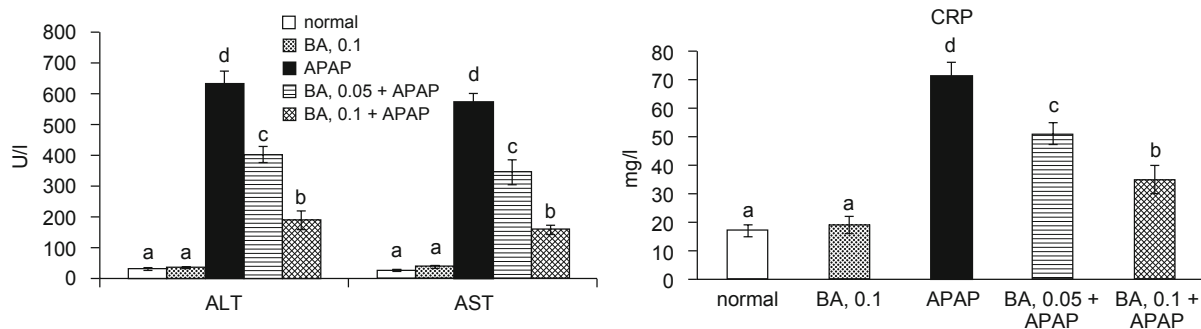 normal
BA, 0.1
APAP
BA, 0.05 + APAP
BA, 0.1 + APAP
U/l
800
700
600
500
400
300
200
100
0
a
a
d
c
b
a
a
d
c
b
ALT
AST
CRP
mg/l
80
70
60
50
40
30
20
10
0
a
a
d
c
b
normal
BA, 0.1
APAP
BA, 0.05 +
APAP
BA, 0.1 +
APAP